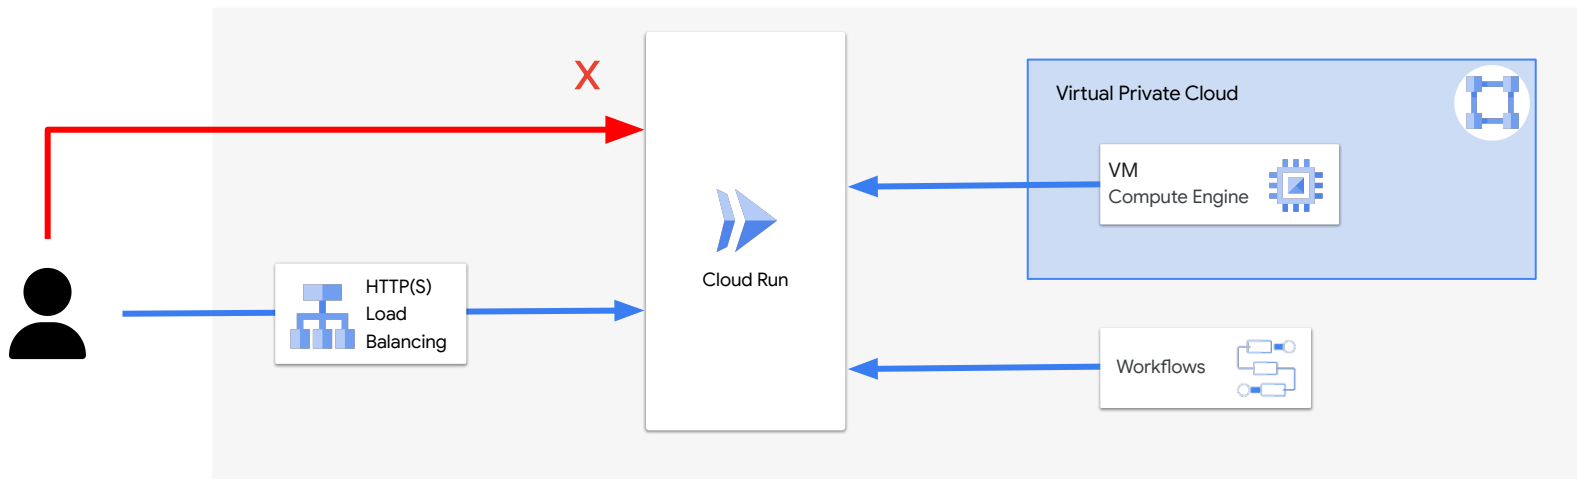 X
Virtual Private Cloud
VM
Compute Engine
Cloud Run
HTTP(S)
Load
Balancing
Workflows